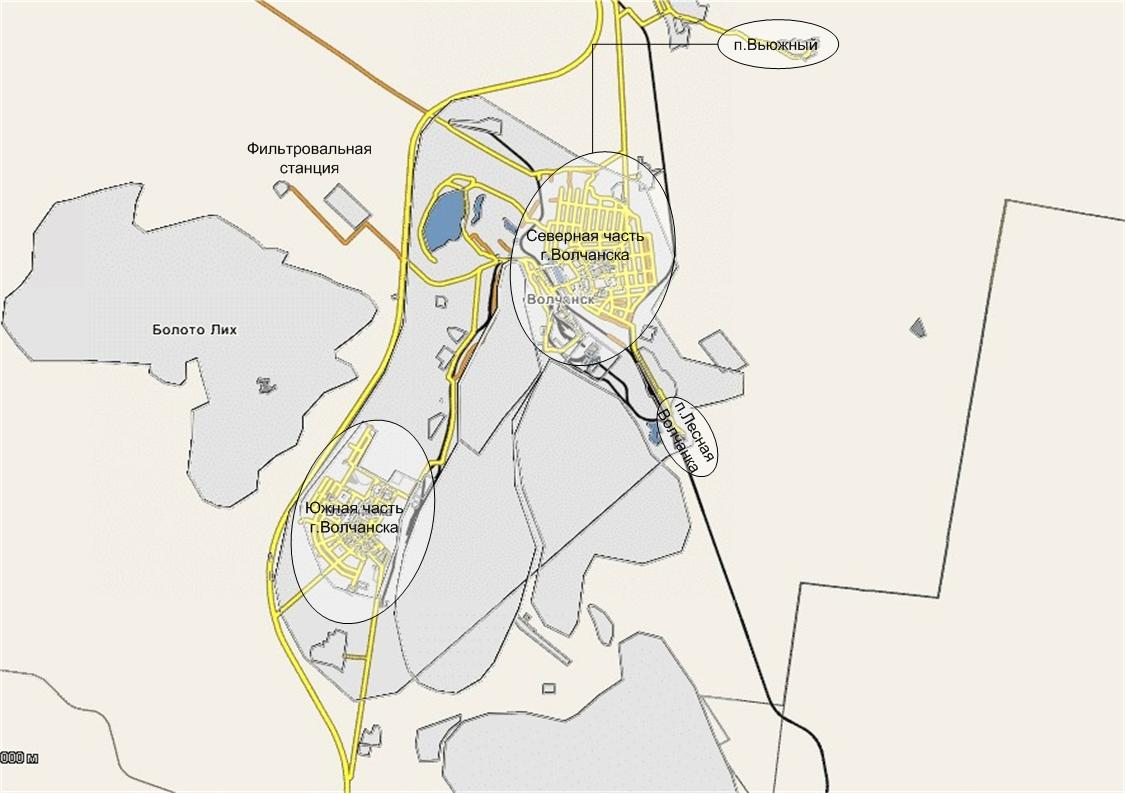 п.Вьюжный
Фильтровальная
станция
Северная часть
г.Волчанска
Волчанск
Болото Лих
п.Лесная
Волчанка
Южная часть
г.Волчанска
000 м